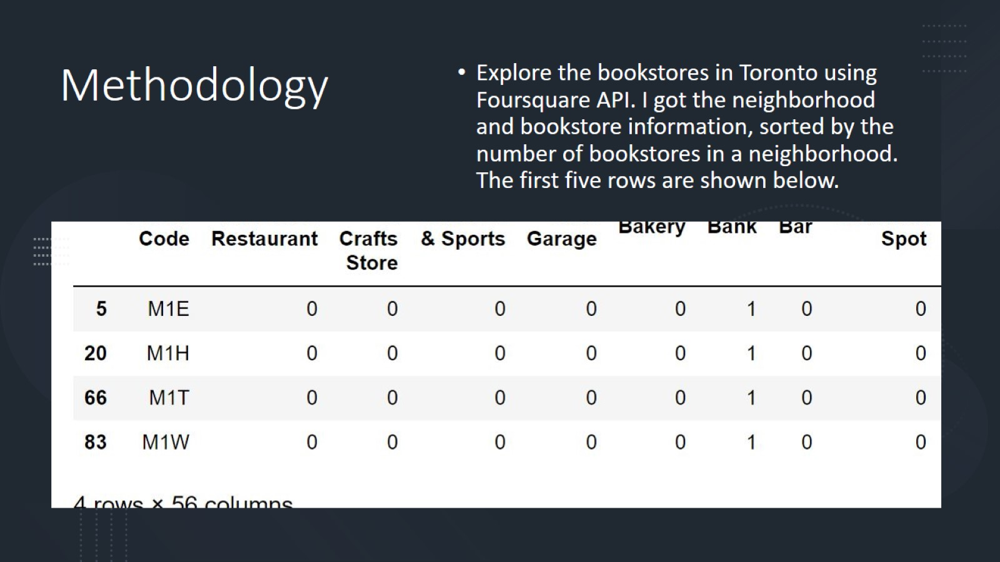 Methodology
• Explore the bookstores in Toronto using
Foursquare API. I got the neighborhood
and bookstore information, sorted by the
number of bookstores in a neighborhood.
The first five rows are shown below.
Bakery Bank Bar
Code Restaurant Crafts & Sports Garage Spot
Store
5 M1E 0 0 0 0 0 1 0 0
20 M1H 0 0 0 0 0 1 0 0
66 M1T 0 0 0 0 0 1 0 0
83 M1W 0 0 0 0 0 1 0 0
4 rows × 56 columns